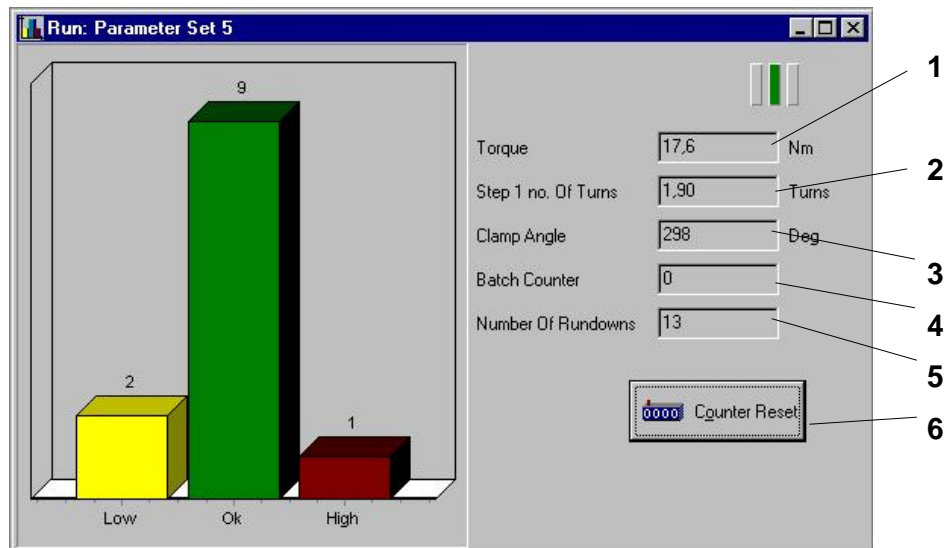 Run: Parameter Set 5
9
2
1
Low Ok High
Torque 17,6 Nm
Step 1 no. Of Turns 1,90 Turns
Clamp Angle 298 Deg
Batch Counter 0
Number Of Rundowns 13
0000 Counter Reset
1
2
3
4
5
6